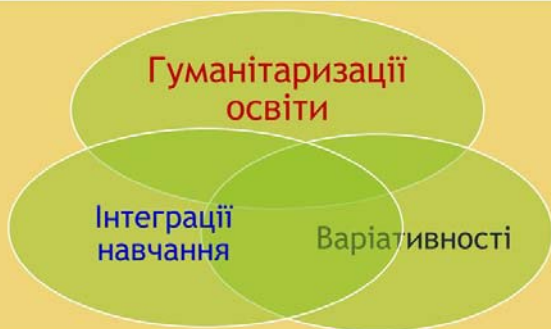 Гуманітаризації
освіти
Інтеграції
навчання
Варіативності